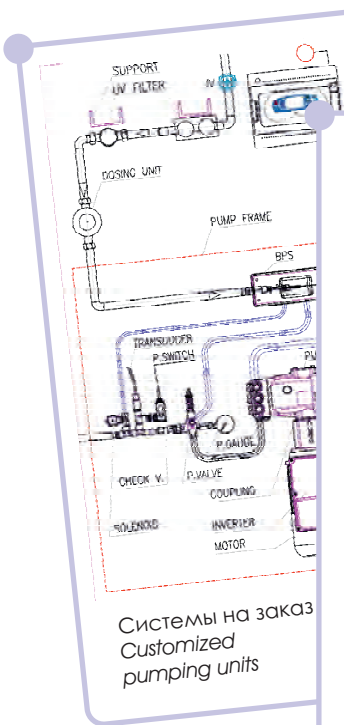 SUPPORT
UV FILTER
DOSING UNIT
PUMP FRAME
BPS
TRANSDUDER
P.SWITCH
P.GAUGE
CHECK V.
P.VALVE
COUPLING
SOLENOID
INVERTER
MOTOR
Системы на заказ
Customized
pumping units